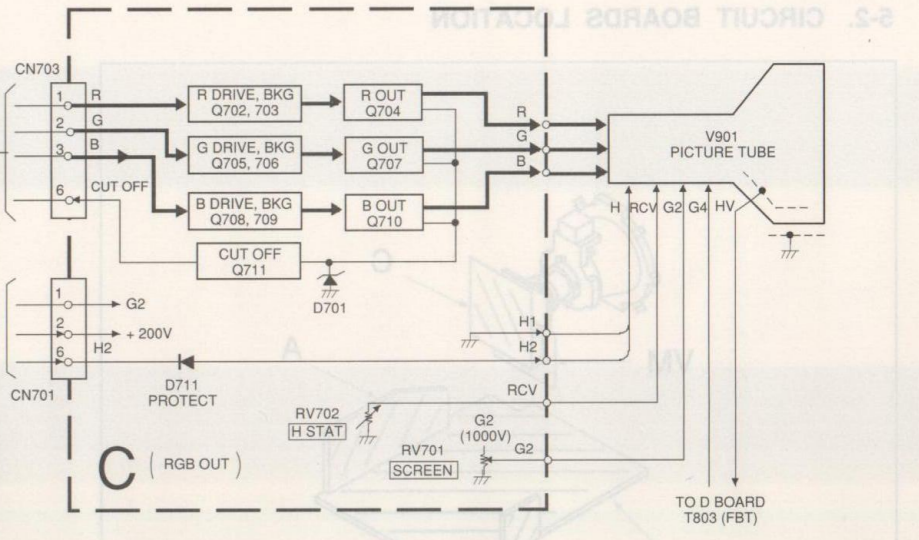 5-2. CIRCUIT BOARDS LOCATION
CN703
1 R
2 G
3 B
6 CUT OFF
R DRIVE, BKG
Q702, 703
R OUT
Q704
G DRIVE, BKG
Q705, 706
G OUT
Q707
B DRIVE, BKG
Q708, 709
B OUT
Q710
CUT OFF
Q711
D701
R
G
B
V901
PICTURE TUBE
H RCV G2 G4 HV
1 G2
2 + 200V
6 H2
CN701
D711
PROTECT
H1
H2
RCV
RV702
H STAT
G2
(1000V)
G2
RV701
SCREEN
C ( RGB OUT )
TO D BOARD
T803 (FBT)
C
A
VM